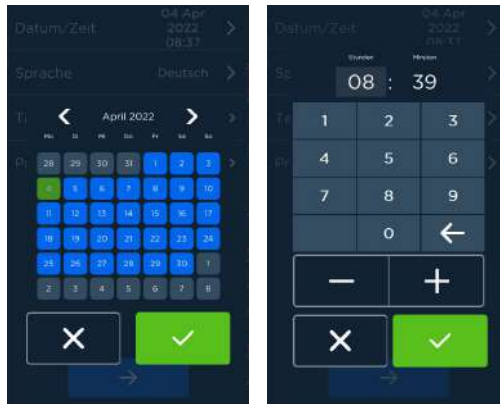 Datum/Zeit
04 Apr
2022
08:37
Sprache
Deutsch
April 2022
Mo Di Mi Do Fr Sa So
28 29 30 31 1 2 3
4 5 6 7 8 9 10
11 12 13 14 15 16 17
18 19 20 21 22 23 24
25 26 27 28 29 30 1
2 3 4 5 6 7 8
Datum/Zeit
04 Apr
2022
Stunden Minuten
08 : 39
1 2 3
4 5 6
7 8 9
0